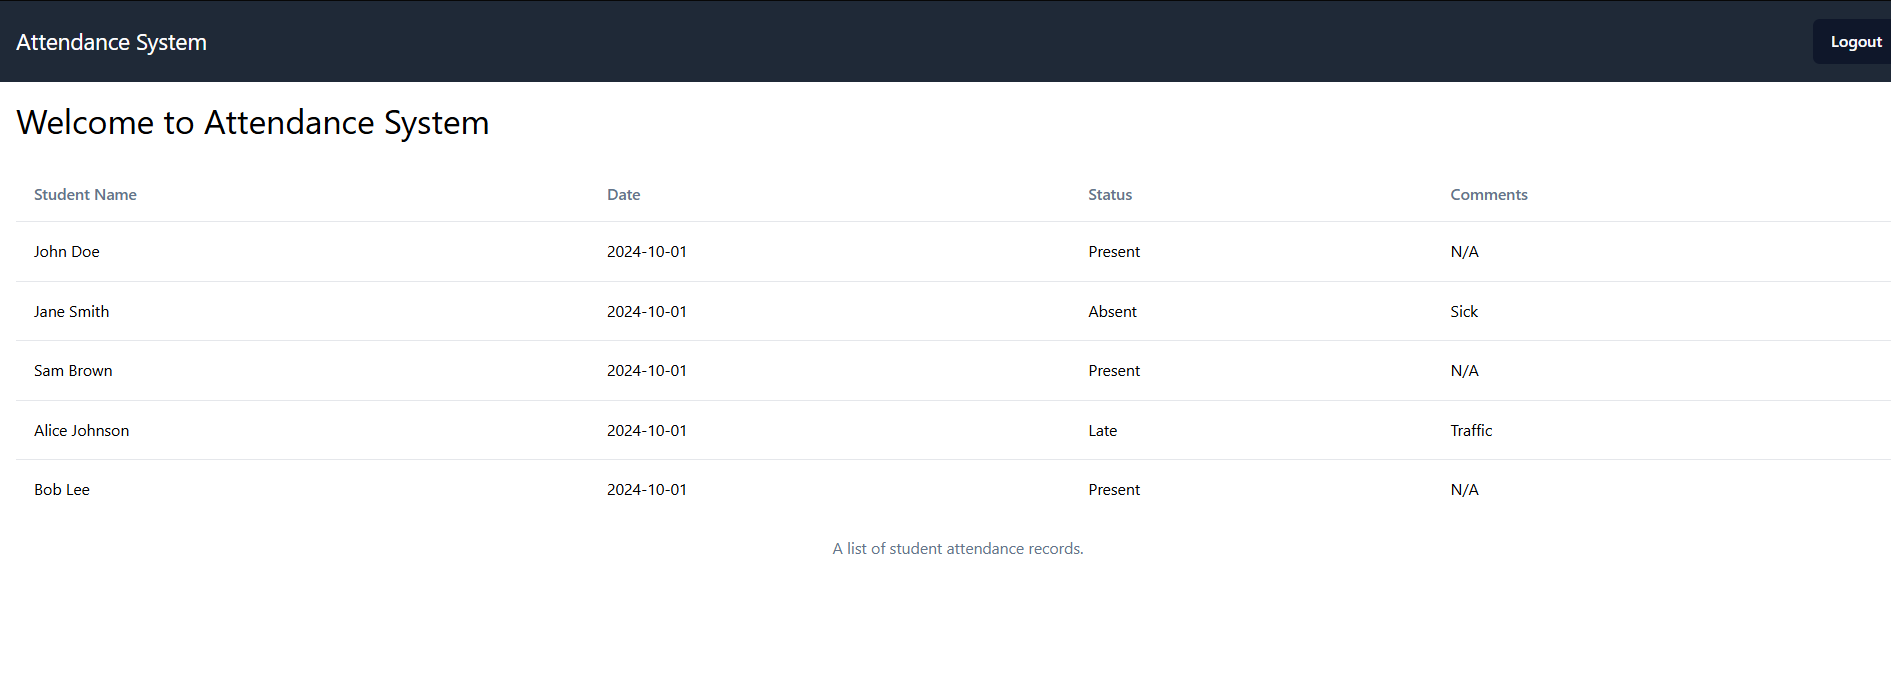 Attendance System
Logout
Welcome to Attendance System
Student Name Date Status Comments
John Doe 2024-10-01 Present N/A
Jane Smith 2024-10-01 Absent Sick
Sam Brown 2024-10-01 Present N/A
Alice Johnson 2024-10-01 Late Traffic
Bob Lee 2024-10-01 Present N/A
A list of student attendance records.